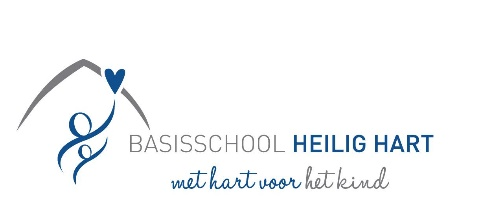 BASISSCHOOL HEILIG HART
met hart voor het kind